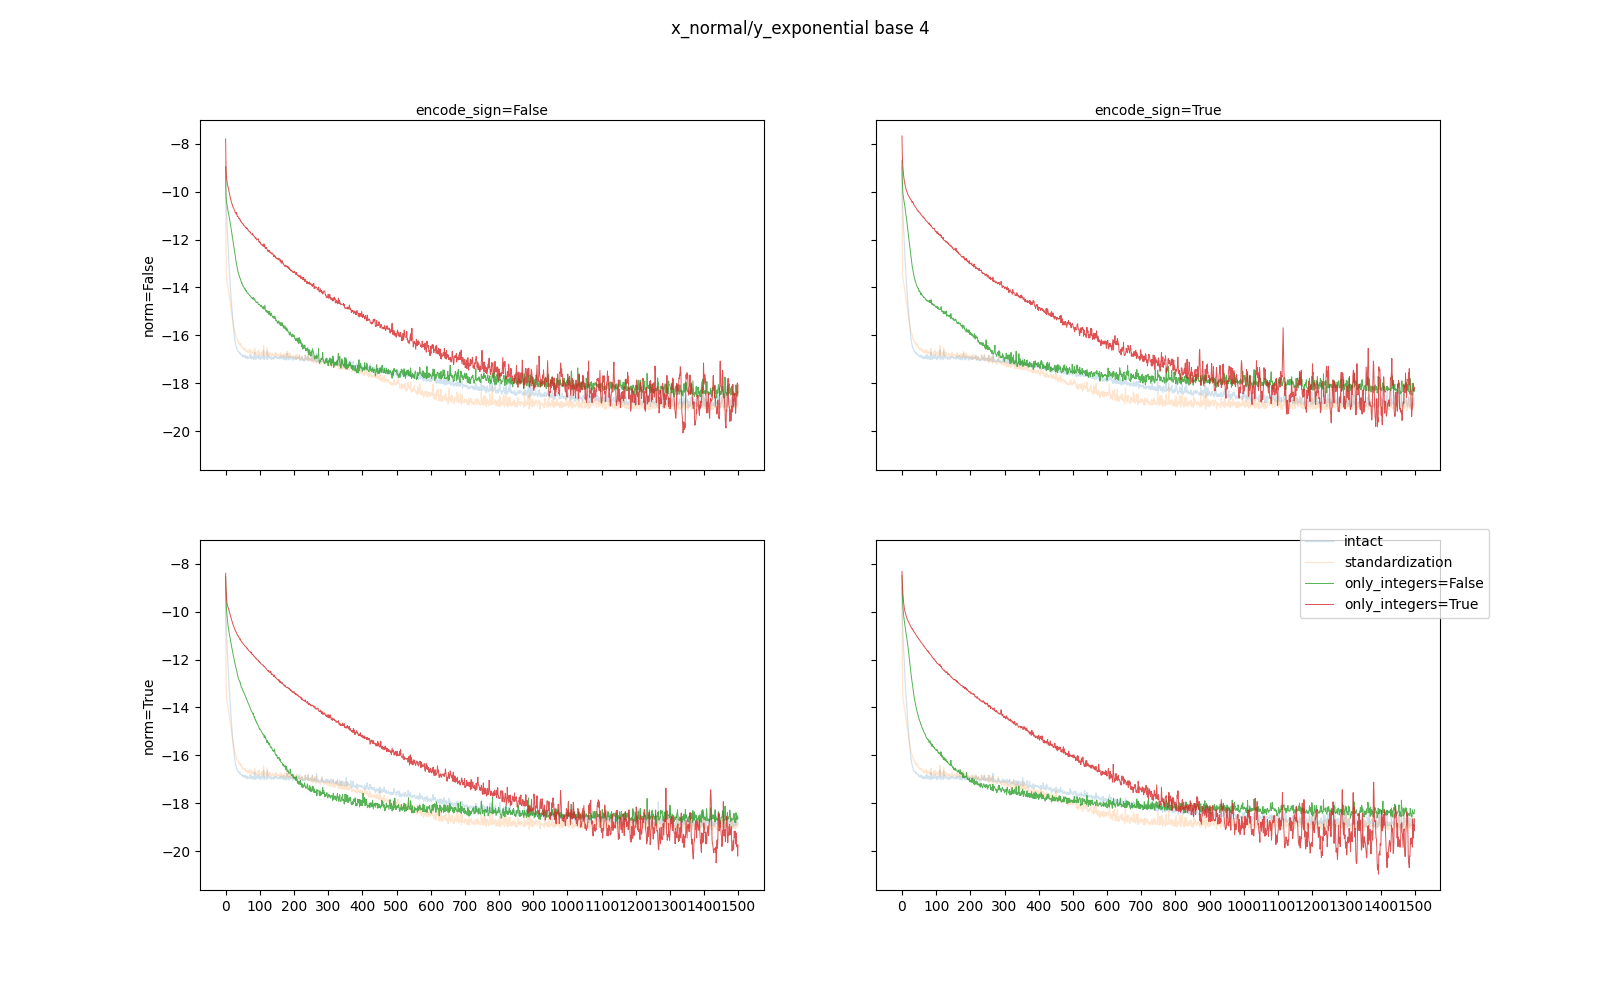 x_normal/y_exponential base 4
encode_sign=False
encode_sign=True
norm=False
−8
−10
−12
−14
−16
−18
−20
norm=True
−8
−10
−12
−14
−16
−18
−20
intact
standardization
only_integers=False
only_integers=True
0 100 200 300 400 500 600 700 800 900 1000 1100 1200 1300 1400 1500
0 100 200 300 400 500 600 700 800 900 1000 1100 1200 1300 1400 1500